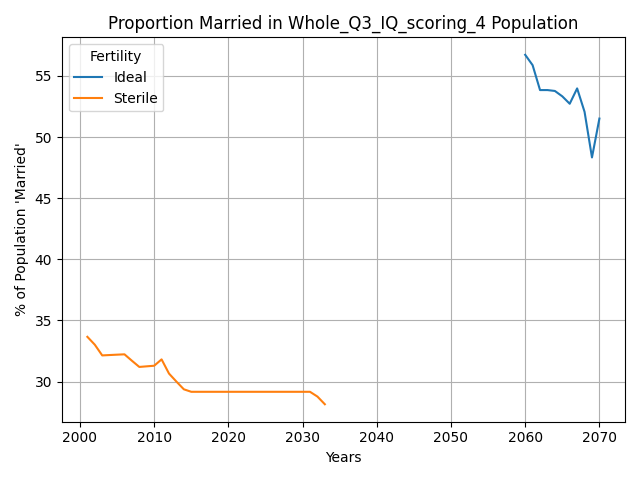 Proportion Married in Whole_Q3_IQ_scoring_4 Population
Fertility
Ideal
Sterile
% of Population 'Married'
55
50
45
40
35
30
2000 2010 2020 2030 2040 2050 2060 2070
Years